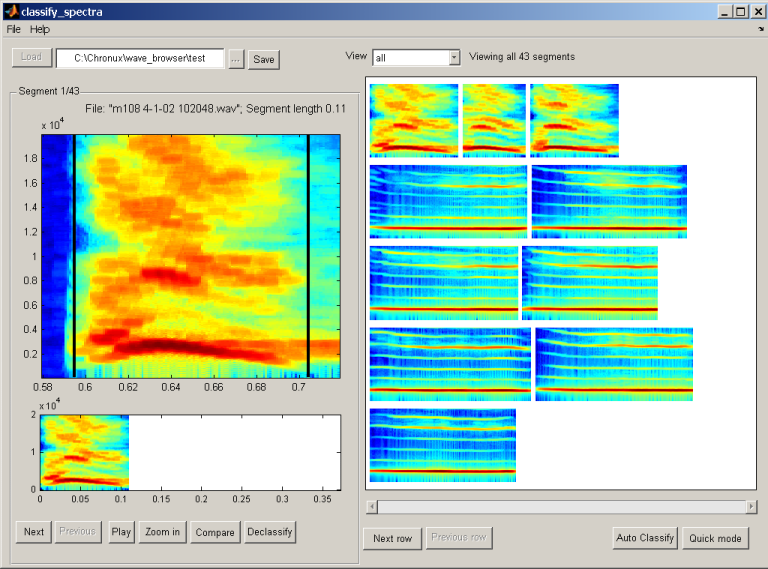 classify_spectra
File Help
Load C:\Chronux\wave_browser\test ... Save View all Viewing all 43 segments
Segment 1/43
File: "m108 4-1-02 102048.wav"; Segment length 0.11
x 10^4
1.8
1.6
1.4
1.2
1
0.8
0.6
0.4
0.2
0.58 0.6 0.62 0.64 0.66 0.68 0.7
x 10^4
2
1
0
0 0.05 0.1 0.15 0.2 0.25 0.3 0.35
Next Previous Play Zoom in Compare Declassify
Next row Previous row Auto Classify Quick mode